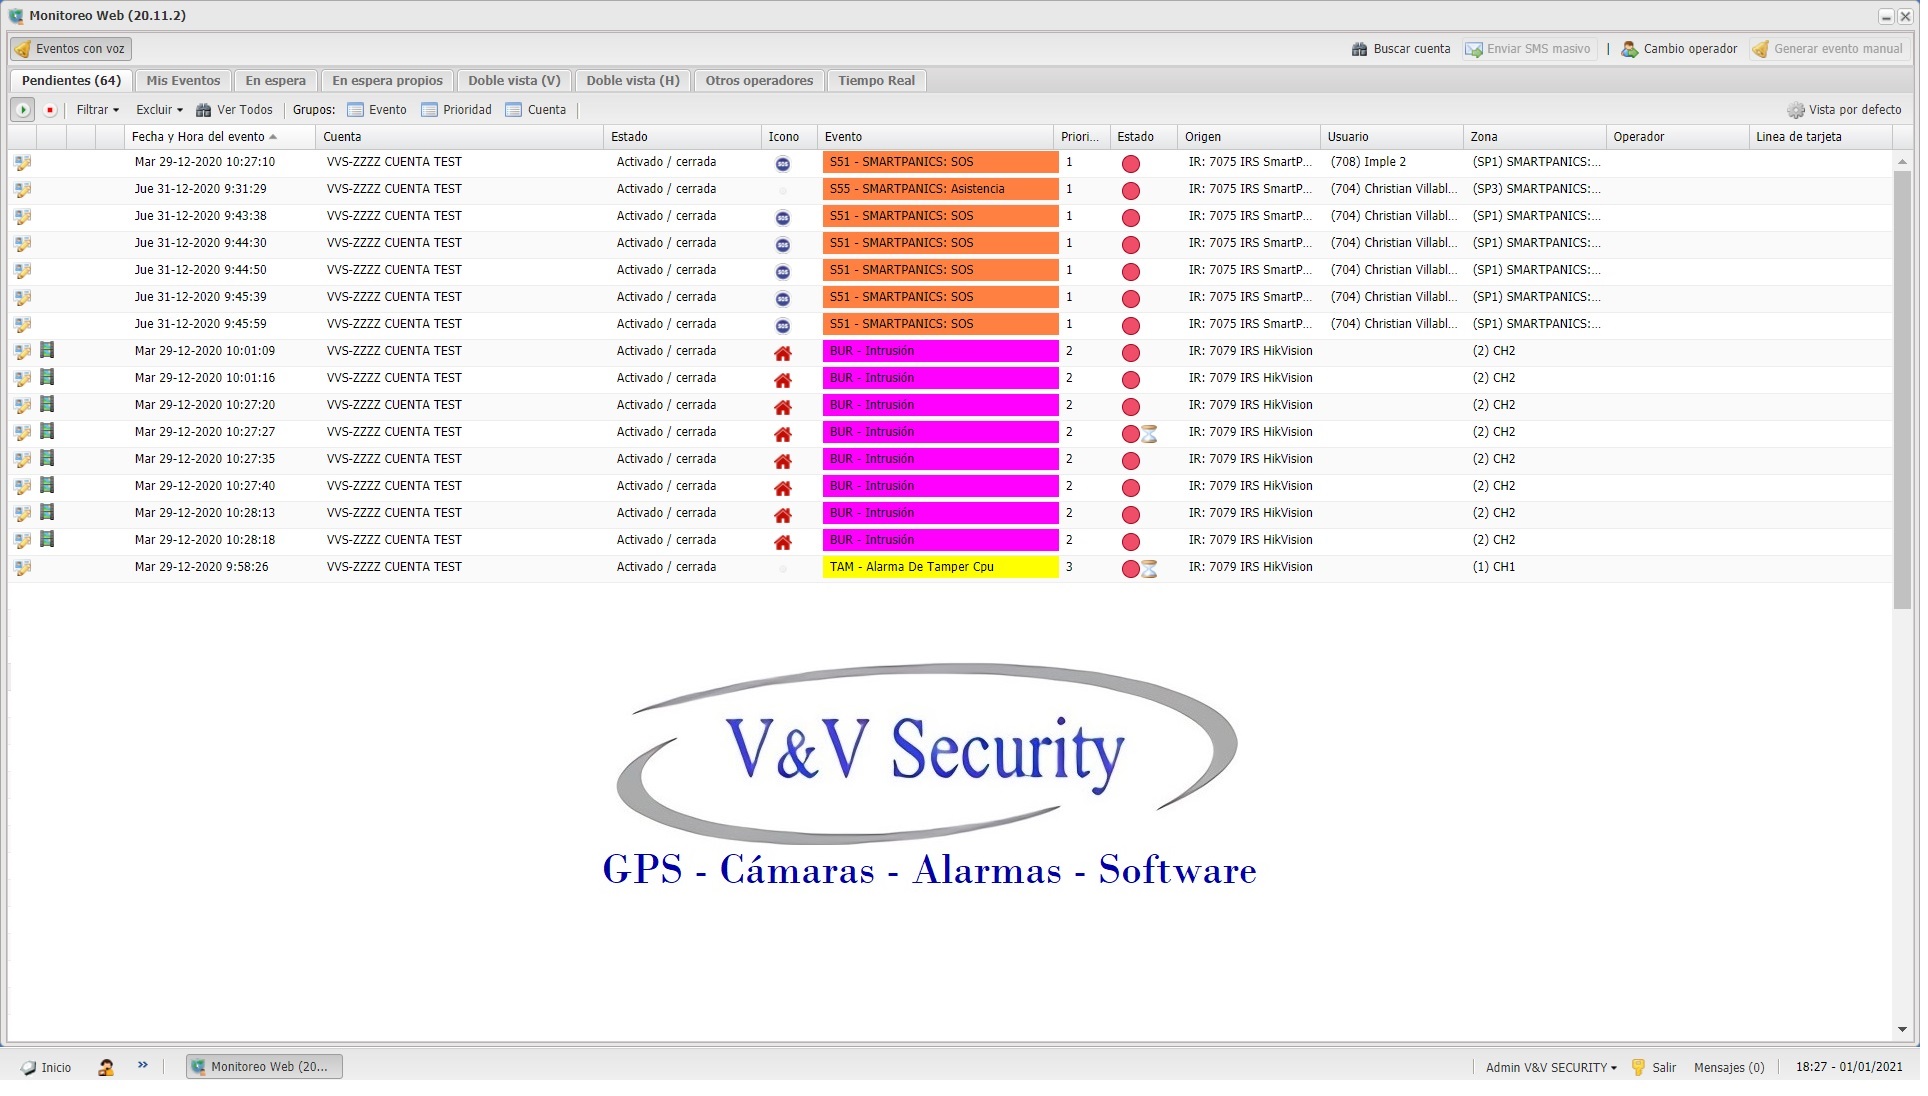 Monitoreo Web (20.11.2)
Eventos con voz Buscar cuenta Enviar SMS masivo | Cambio operador Generar evento manual
Pendientes (64) Mis Eventos En espera En espera propios Doble vista (V) Doble vista (H) Otros operadores Tiempo Real
Filtrar Excluir Ver Todos Grupos: Evento Prioridad Cuenta Vista por defecto
Fecha y Hora del evento Cuenta Estado Icono Evento Priori... Estado Origen Usuario Zona Operador Linea de tarjeta
Mar 29-12-2020 10:27:10 VVS-ZZZZ CUENTA TEST Activado / cerrada SOS S51 - SMARTPANICS: SOS 1 IR: 7075 IRS SmartP... (708) Imple 2 (SP1) SMARTPANICS:...
Jue 31-12-2020 9:31:29 VVS-ZZZZ CUENTA TEST Activado / cerrada S55 - SMARTPANICS: Asistencia 1 IR: 7075 IRS SmartP... (704) Christian Villabl... (SP3) SMARTPANICS:...
Jue 31-12-2020 9:43:38 VVS-ZZZZ CUENTA TEST Activado / cerrada SOS S51 - SMARTPANICS: SOS 1 IR: 7075 IRS SmartP... (704) Christian Villabl... (SP1) SMARTPANICS:...
Jue 31-12-2020 9:44:30 VVS-ZZZZ CUENTA TEST Activado / cerrada SOS S51 - SMARTPANICS: SOS 1 IR: 7075 IRS SmartP... (704) Christian Villabl... (SP1) SMARTPANICS:...
Jue 31-12-2020 9:44:50 VVS-ZZZZ CUENTA TEST Activado / cerrada SOS S51 - SMARTPANICS: SOS 1 IR: 7075 IRS SmartP... (704) Christian Villabl... (SP1) SMARTPANICS:...
Jue 31-12-2020 9:45:39 VVS-ZZZZ CUENTA TEST Activado / cerrada SOS S51 - SMARTPANICS: SOS 1 IR: 7075 IRS SmartP... (704) Christian Villabl... (SP1) SMARTPANICS:...
Jue 31-12-2020 9:45:59 VVS-ZZZZ CUENTA TEST Activado / cerrada SOS S51 - SMARTPANICS: SOS 1 IR: 7075 IRS SmartP... (704) Christian Villabl... (SP1) SMARTPANICS:...
Mar 29-12-2020 10:01:09 VVS-ZZZZ CUENTA TEST Activado / cerrada BUR - Intrusión 2 IR: 7079 IRS HikVision (2) CH2
Mar 29-12-2020 10:01:16 VVS-ZZZZ CUENTA TEST Activado / cerrada BUR - Intrusión 2 IR: 7079 IRS HikVision (2) CH2
Mar 29-12-2020 10:27:20 VVS-ZZZZ CUENTA TEST Activado / cerrada BUR - Intrusión 2 IR: 7079 IRS HikVision (2) CH2
Mar 29-12-2020 10:27:27 VVS-ZZZZ CUENTA TEST Activado / cerrada BUR - Intrusión 2 IR: 7079 IRS HikVision (2) CH2
Mar 29-12-2020 10:27:35 VVS-ZZZZ CUENTA TEST Activado / cerrada BUR - Intrusión 2 IR: 7079 IRS HikVision (2) CH2
Mar 29-12-2020 10:27:40 VVS-ZZZZ CUENTA TEST Activado / cerrada BUR - Intrusión 2 IR: 7079 IRS HikVision (2) CH2
Mar 29-12-2020 10:28:13 VVS-ZZZZ CUENTA TEST Activado / cerrada BUR - Intrusión 2 IR: 7079 IRS HikVision (2) CH2
Mar 29-12-2020 10:28:18 VVS-ZZZZ CUENTA TEST Activado / cerrada BUR - Intrusión 2 IR: 7079 IRS HikVision (2) CH2
Mar 29-12-2020 9:58:26 VVS-ZZZZ CUENTA TEST Activado / cerrada TAM - Alarma De Tamper Cpu 3 IR: 7079 IRS HikVision (1) CH1
V&V Security
GPS - Cámaras - Alarmas - Software
Inicio » Monitoreo Web (20... Admin V&V SECURITY Salir Mensajes (0) 18:27 - 01/01/2021